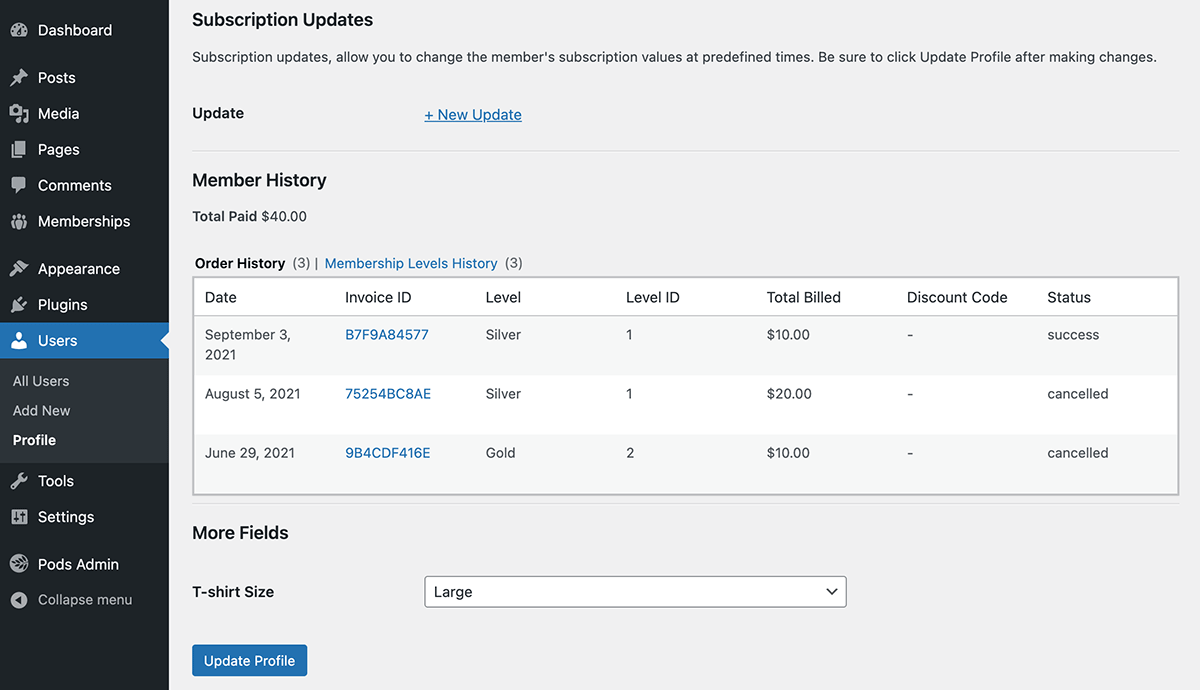 Dashboard
Posts
Media
Pages
Comments
Memberships
Appearance
Plugins
Users
All Users
Add New
Profile
Tools
Settings
Pods Admin
Collapse menu
Subscription Updates
Subscription updates, allow you to change the member's subscription values at predefined times. Be sure to click Update Profile after making changes.
Update + New Update
Member History
Total Paid $40.00
Order History (3) | Membership Levels History (3)
Date Invoice ID Level Level ID Total Billed Discount Code Status
September 3, B7F9A84577 Silver 1 $10.00 - success
2021
August 5, 2021 75254BC8AE Silver 1 $20.00 - cancelled
June 29, 2021 9B4CDF416E Gold 2 $10.00 - cancelled
More Fields
T-shirt Size Large
Update Profile